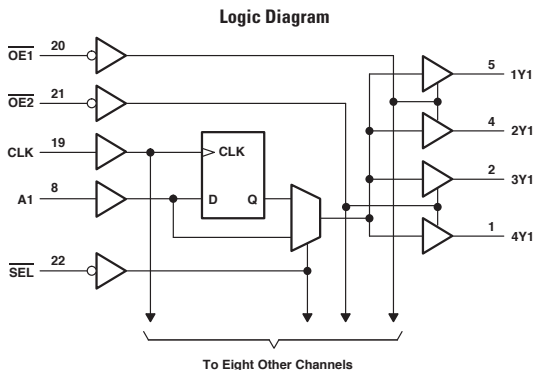 Logic Diagram
OE1 20
OE2 21
CLK 19
A1 8
SEL 22
CLK
D Q
5 1Y1
4 2Y1
2 3Y1
1 4Y1
To Eight Other Channels